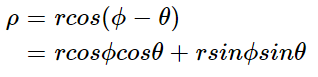 ρ = rcos(ϕ − θ)
= rcosϕcosθ + rsinϕsinθ